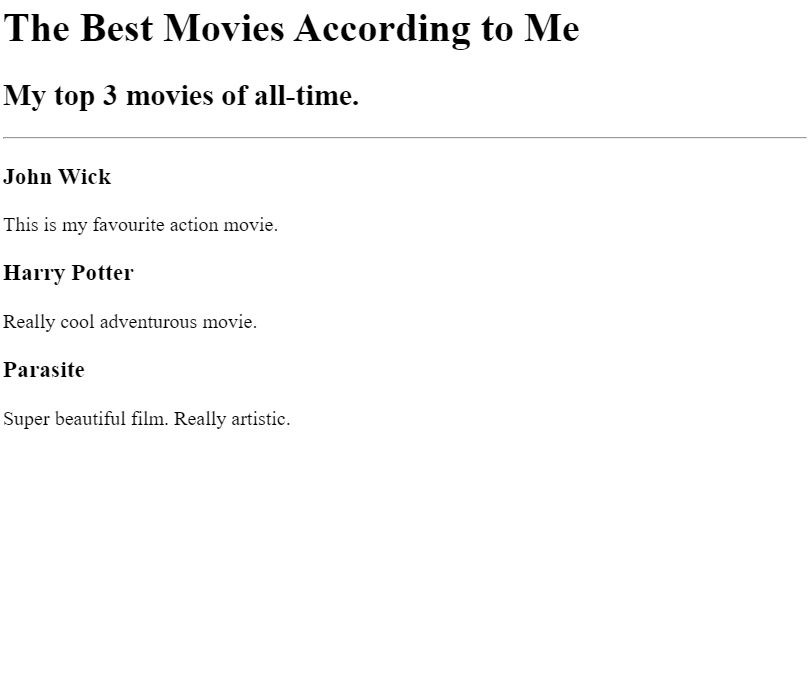 The Best Movies According to Me
My top 3 movies of all-time.
John Wick
This is my favourite action movie.
Harry Potter
Really cool adventurous movie.
Parasite
Super beautiful film. Really artistic.